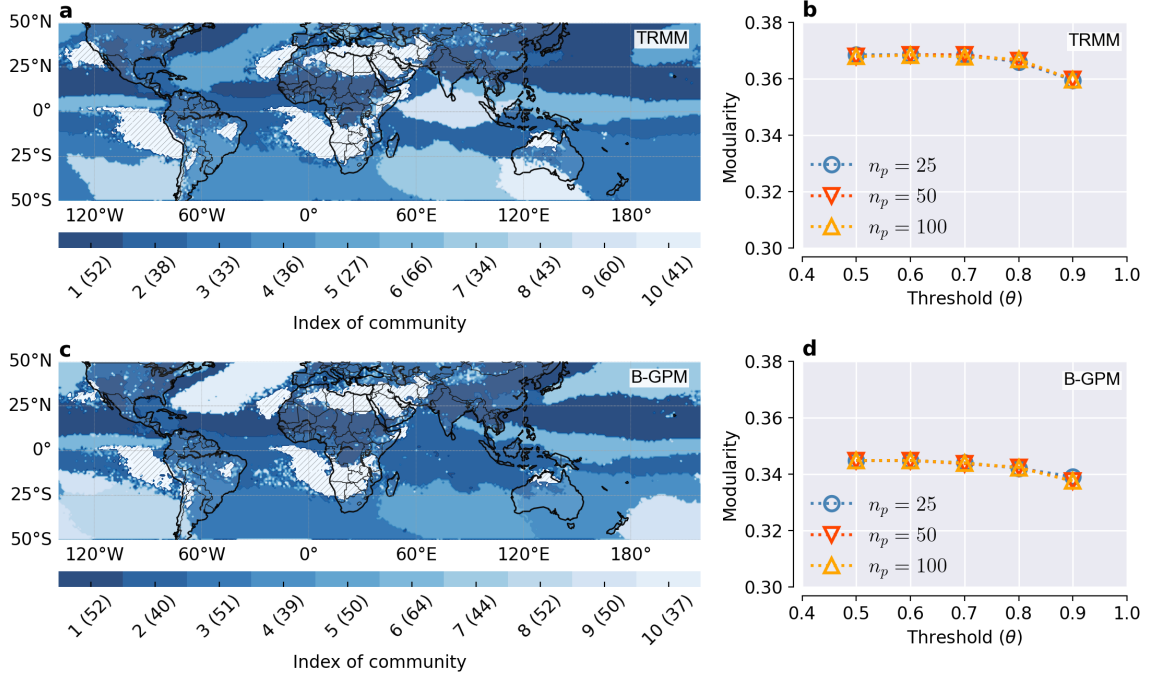 a
50°N
25°N
0°
25°S
50°S
TRMM
120°W 60°W 0° 60°E 120°E 180°
1 (52) 2 (38) 3 (33) 4 (36) 5 (27) 6 (66) 7 (34) 8 (43) 9 (60) 10 (41)
Index of community
b
0.38
0.36
0.34
0.32
0.30
Modularity
TRMM
n_p = 25
n_p = 50
n_p = 100
0.4 0.5 0.6 0.7 0.8 0.9 1.0
Threshold (θ)
c
50°N
25°N
0°
25°S
50°S
B-GPM
120°W 60°W 0° 60°E 120°E 180°
1 (52) 2 (40) 3 (51) 4 (39) 5 (50) 6 (64) 7 (44) 8 (52) 9 (50) 10 (37)
Index of community
d
0.38
0.36
0.34
0.32
0.30
Modularity
B-GPM
n_p = 25
n_p = 50
n_p = 100
0.4 0.5 0.6 0.7 0.8 0.9 1.0
Threshold (θ)